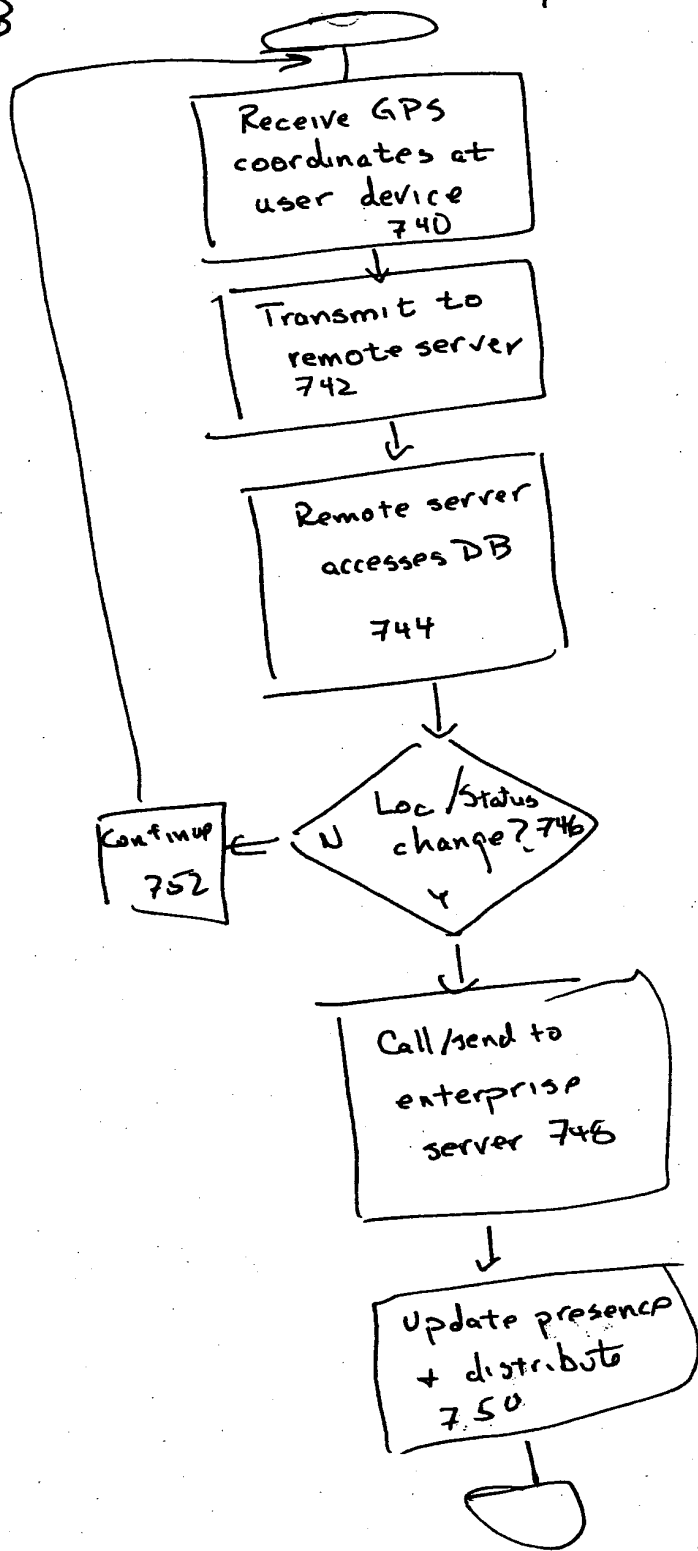 Receive GPS
coordinates at
user device
740
Transmit to
remote server
742
Remote server
accesses DB
744
Loc/Status
change? 746
N
Y
Continue
752
Call/send to
enterprise
server 748
Update presence
+ distribute
750